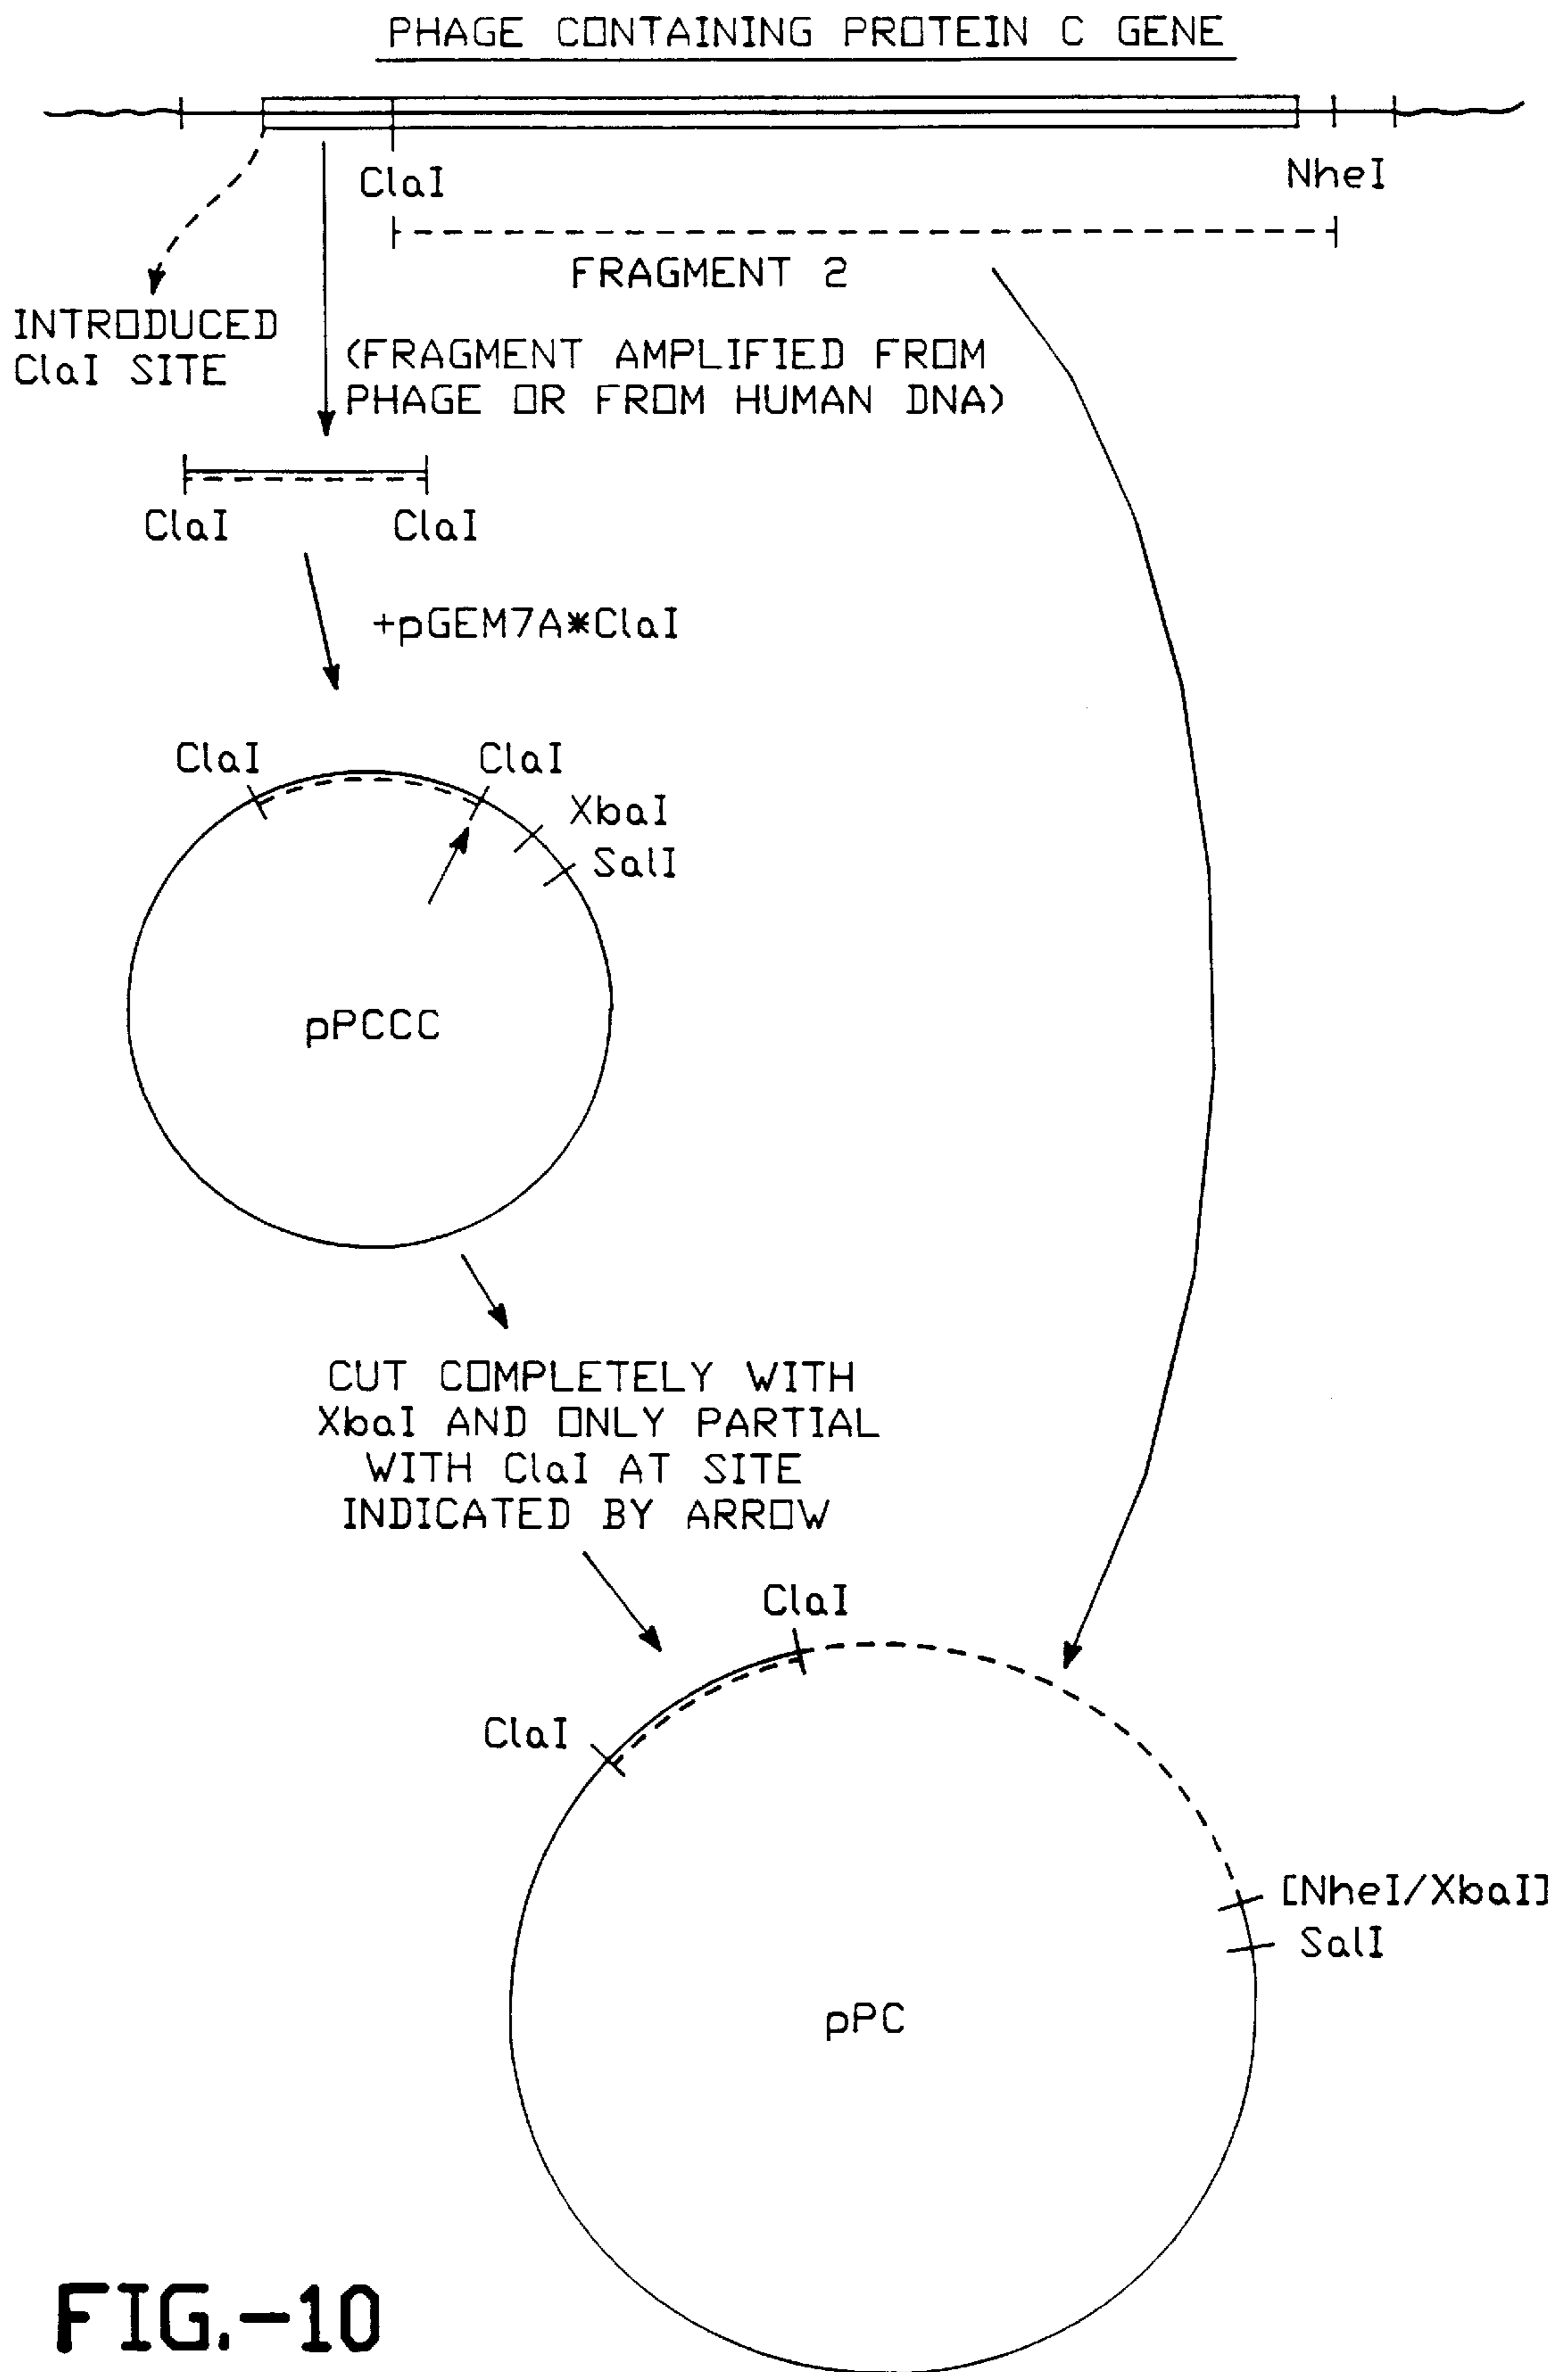 PHAGE CONTAINING PROTEIN C GENE
ClaI
NheI
FRAGMENT 2
INTRODUCED
ClaI SITE
(FRAGMENT AMPLIFIED FROM
PHAGE OR FROM HUMAN DNA)
ClaI
ClaI
+pGEM7A*ClaI
ClaI
ClaI
XbaI
SalI
pPCCC
CUT COMPLETELY WITH
XbaI AND ONLY PARTIAL
WITH ClaI AT SITE
INDICATED BY ARROW
ClaI
ClaI
[NheI/XbaI]
SalI
pPC
FIG.-10